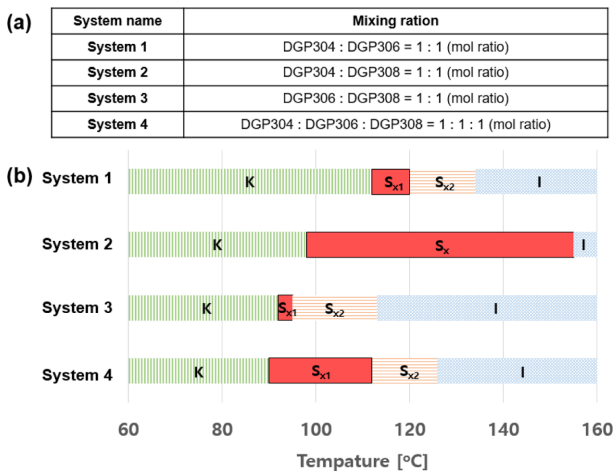 (a)
System name Mixing ration
System 1 DGP304 : DGP306 = 1 : 1 (mol ratio)
System 2 DGP304 : DGP308 = 1 : 1 (mol ratio)
System 3 DGP306 : DGP308 = 1 : 1 (mol ratio)
System 4 DGP304 : DGP306 : DGP308 = 1 : 1 : 1 (mol ratio)
(b)
System 1 K Sx1 Sx2 I
System 2 K Sx I
System 3 K Sx1 Sx2 I
System 4 K Sx1 Sx2 I
60 80 100 120 140 160
Tempature [ºC]